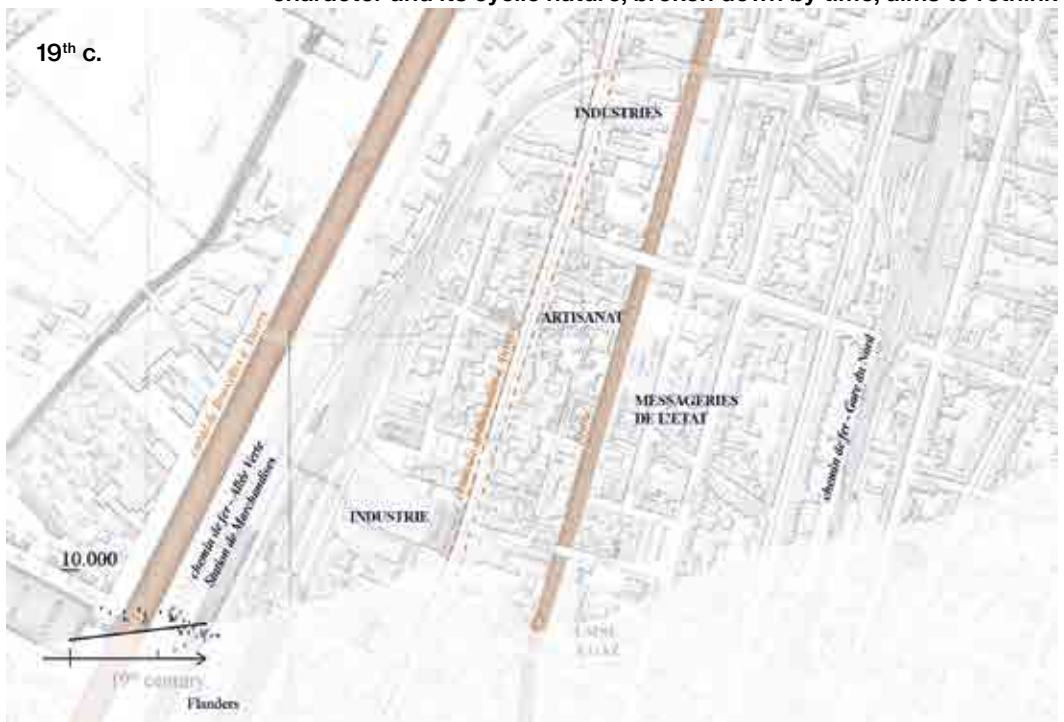 character and its cyclic nature, broken down by time, aims to rethink
19th c.
INDUSTRIES
ARTISANAT
MESSAGERIES
DE L'ETAT
chemin de fer - Gare du Nord
chemin de fer - Allée Verte
Station de Marchandises
INDUSTRIE
10.000
19th century
Flanders